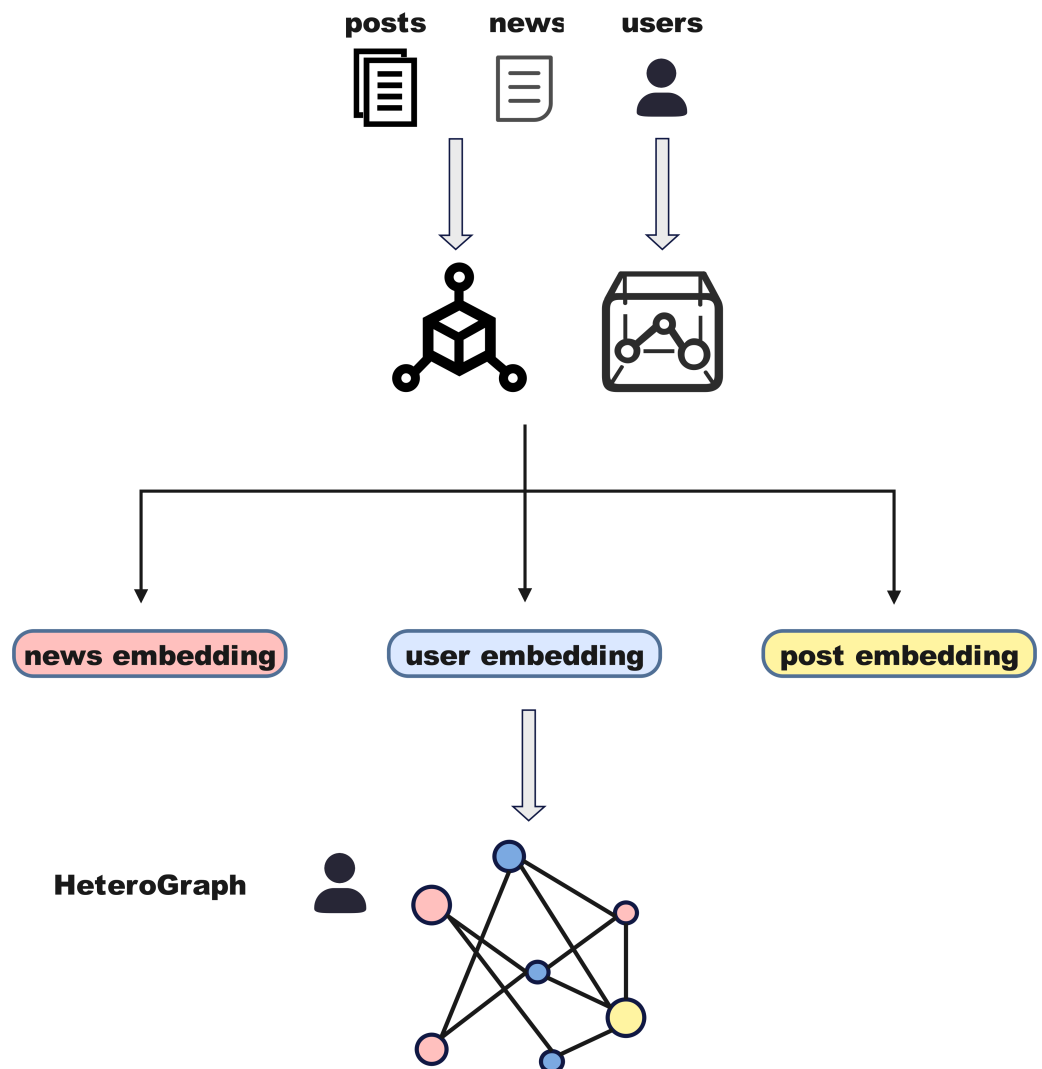 posts news users
news embedding user embedding post embedding
HeteroGraph